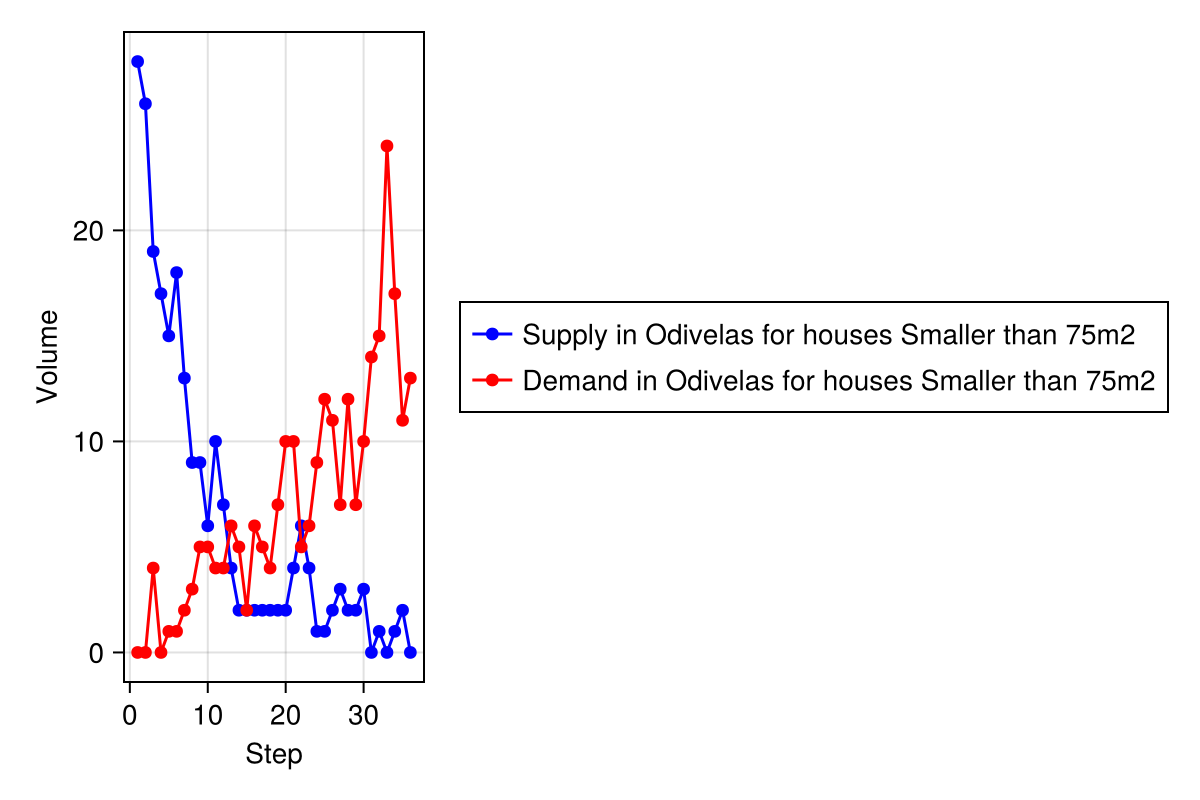 20
10
0
0 10 20 30
Volume
Step
Supply in Odivelas for houses Smaller than 75m2
Demand in Odivelas for houses Smaller than 75m2